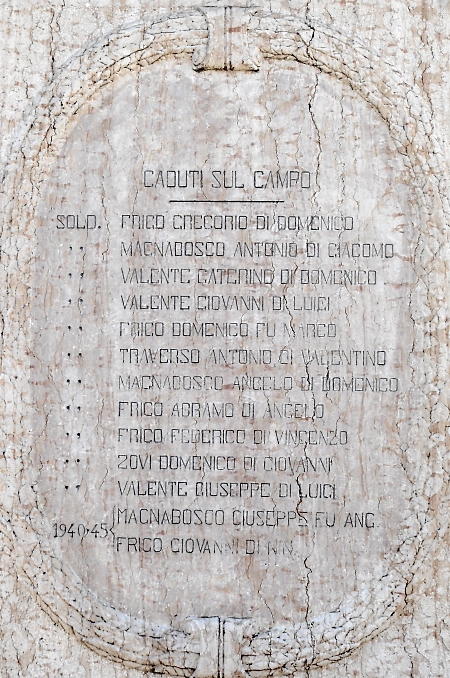 CADUTI SUL CAMPO
SOLD. FRIGO GREGORIO DI DOMENICO
" MAGNABOSCO ANTONIO DI GIACOMO
" VALENTE CATERINO DI DOMENICO
" VALENTE GIOVANNI DI LUIGI
" FRIGO DOMENICO FU MARCO
" TRAVERSO ANTONIO DI VALENTINO
" MAGNABOSCO ANGELO DI DOMENICO
" FRIGO ABRAMO DI ANGELO
" FRIGO FEDERICO DI VINCENZO
" ZOVI DOMENICO DI GIOVANNI
" VALENTE GIUSEPPE DI LUIGI
MAGNABOSCO GIUSEPPE FU ANG.
1940-45 FRIGO GIOVANNI DI N.N.